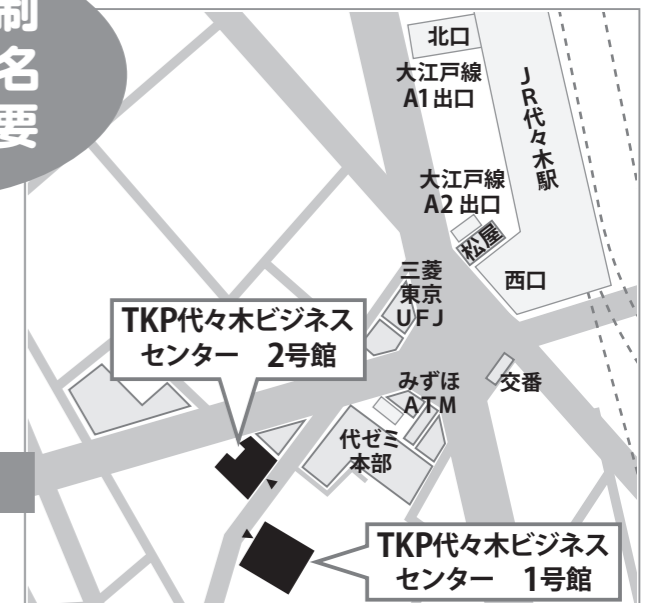 制
名
要
北口
大江戸線
A1出口
JR代々木駅
大江戸線
A2 出口
松屋
西口
三菱
東京
UFJ
TKP代々木ビジネス
センター　2号館
みずほ
ATM
交番
代ゼミ
本部
TKP代々木ビジネス
センター　1号館